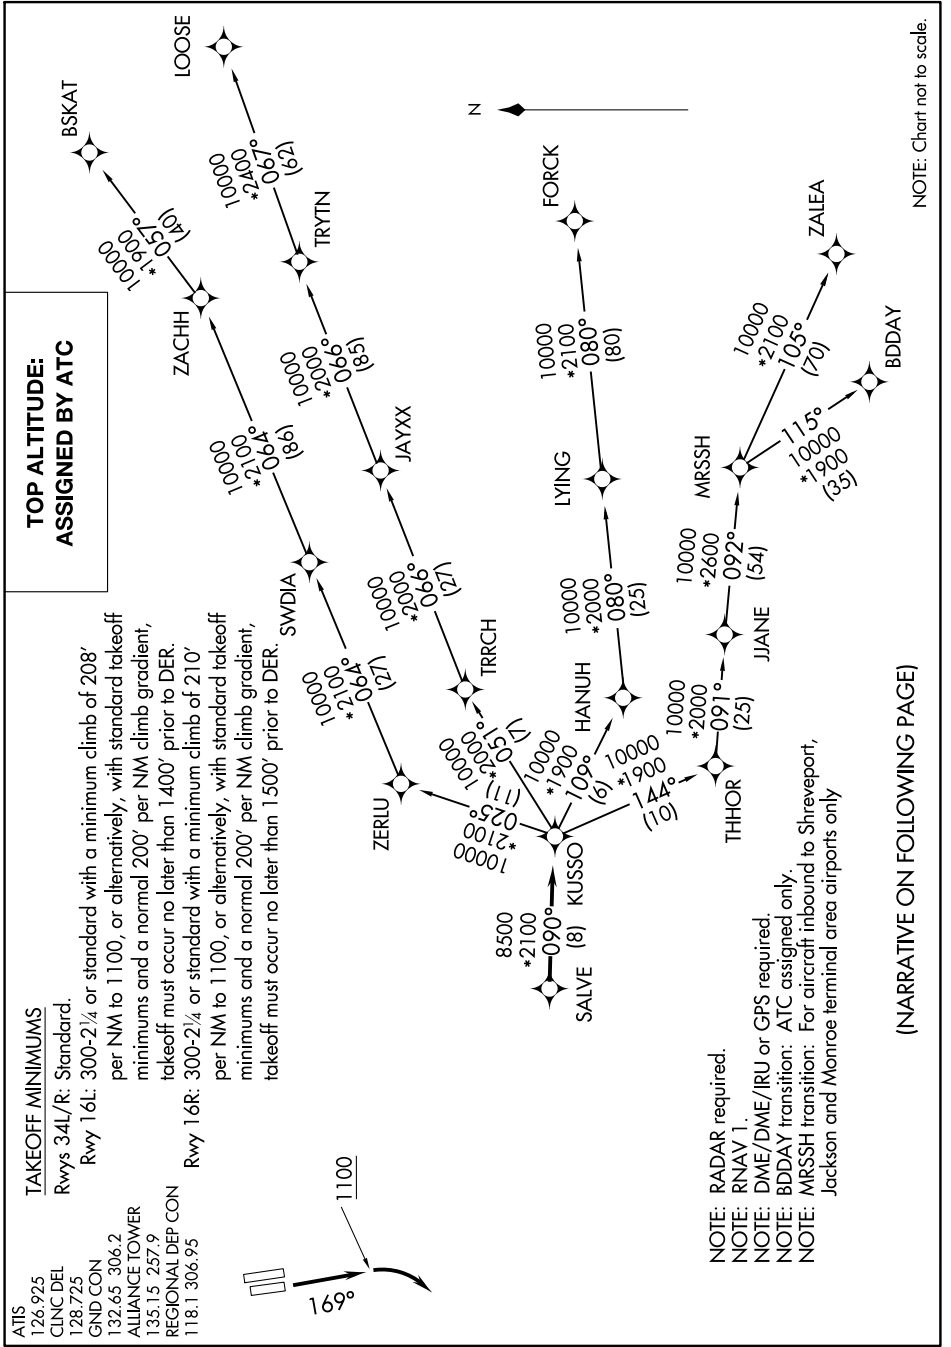 ATIS
126.925
CLNC DEL
128.725
GND CON
132.65 306.2
ALLIANCE TOWER
135.15 257.9
REGIONAL DEP CON
118.1 306.95
TAKEOFF MINIMUMS
Rwys 34L/R: Standard.
Rwy 16L: 300-2¼ or standard with a minimum climb of 208'
per NM to 1100, or alternatively, with standard takeoff
minimums and a normal 200' per NM climb gradient,
takeoff must occur no later than 1400' prior to DER.
Rwy 16R: 300-2¼ or standard with a minimum climb of 210'
per NM to 1100, or alternatively, with standard takeoff
minimums and a normal 200' per NM climb gradient,
takeoff must occur no later than 1500' prior to DER.
TOP ALTITUDE:
ASSIGNED BY ATC
169°
1100
SALVE
8500
*2100
090°
(8)
KUSSO
10000
*2100
025°
(11)
ZERLU
10000
*2100
064°
(27)
SWDIA
10000
*2100
064°
(86)
ZACHH
10000
*1900
057°
(40)
BSKAT
10000
*2000
051°
(7)
TRRCH
10000
*2000
066°
(27)
JAYXX
10000
*2000
066°
(85)
TRYTN
10000
*2400
067°
(62)
LOOSE
10000
*1900
109°
(6)
HANUH
10000
*2000
080°
(25)
LYING
10000
*2100
080°
(80)
FORCK
10000
*1900
144°
(10)
THHOR
10000
*2000
091°
(25)
JJANE
10000
*2600
092°
(54)
MRSSH
10000
*2100
105°
(70)
ZALEA
115°
10000
*1900
(35)
BDDAY
N
NOTE: RADAR required.
NOTE: RNAV 1.
NOTE: DME/DME/IRU or GPS required.
NOTE: BDDAY transition: ATC assigned only.
NOTE: MRSSH transition: For aircraft inbound to Shreveport,
Jackson and Monroe terminal area airports only
(NARRATIVE ON FOLLOWING PAGE)
NOTE: Chart not to scale.